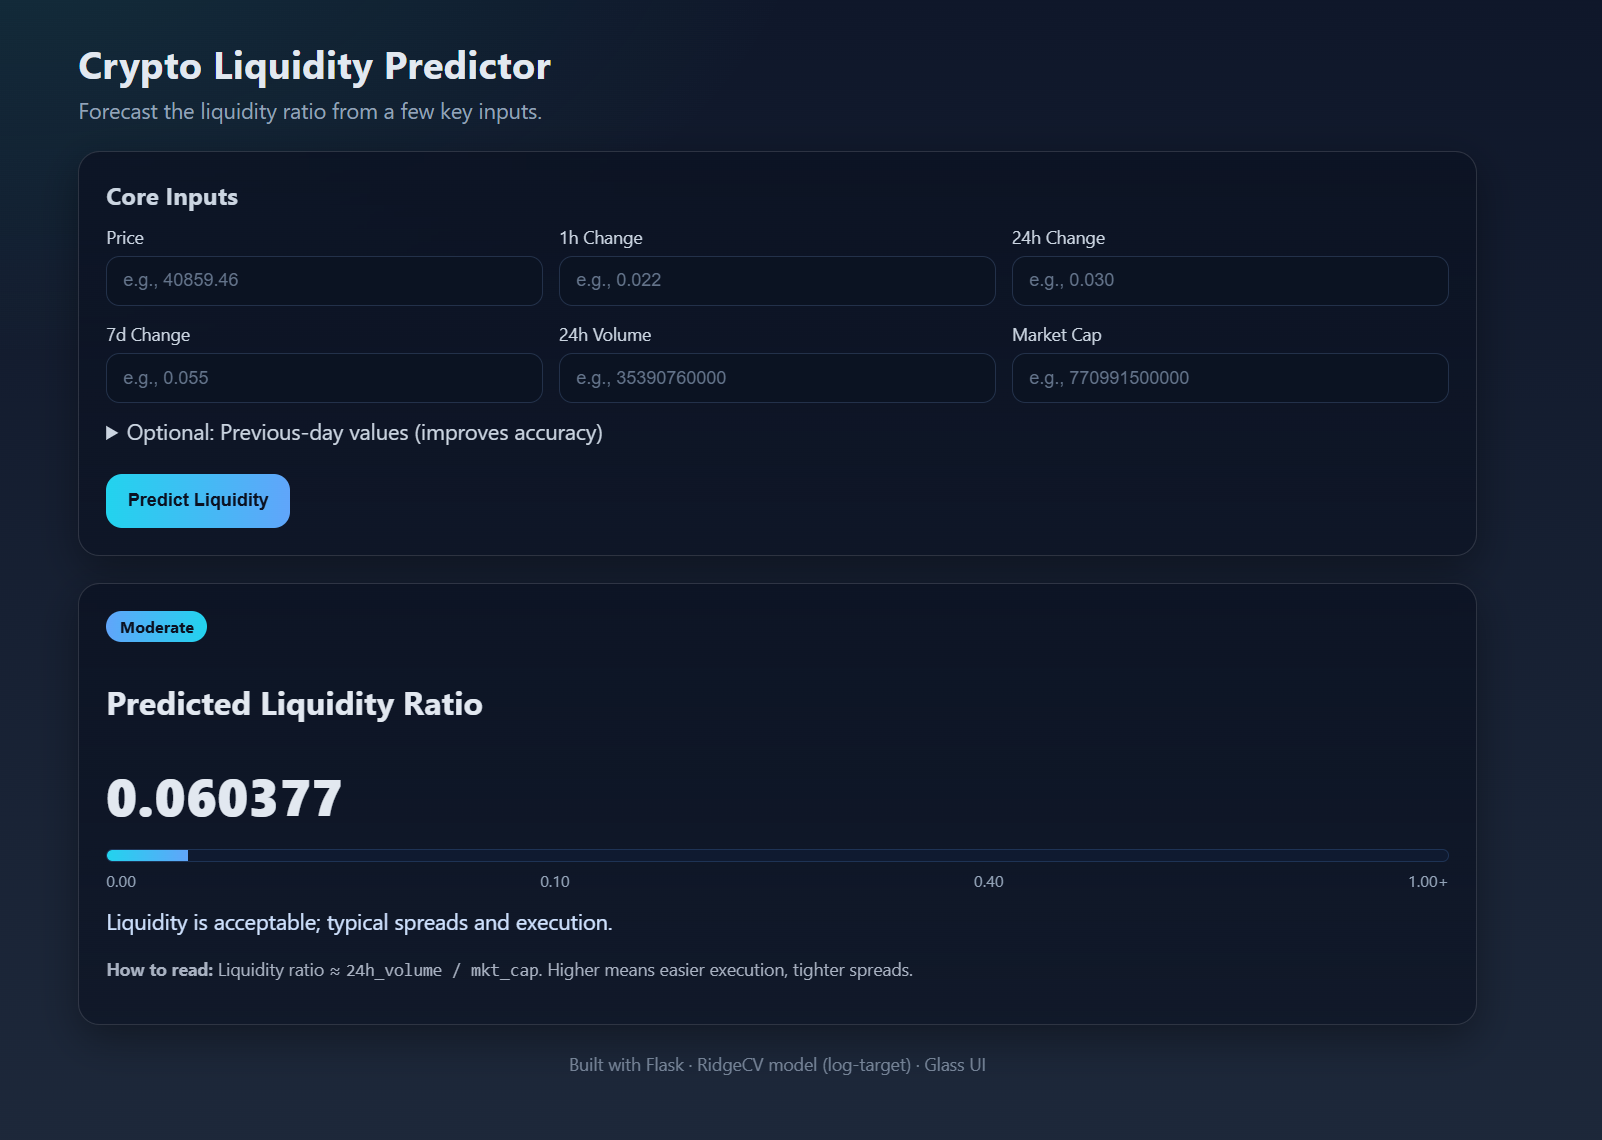 Crypto Liquidity Predictor
Forecast the liquidity ratio from a few key inputs.
Core Inputs
Price
1h Change
24h Change
e.g., 40859.46
e.g., 0.022
e.g., 0.030
7d Change
24h Volume
Market Cap
e.g., 0.055
e.g., 35390760000
e.g., 770991500000
▶ Optional: Previous-day values (improves accuracy)
Predict Liquidity
Moderate
Predicted Liquidity Ratio
0.060377
0.00
0.10
0.40
1.00+
Liquidity is acceptable; typical spreads and execution.
How to read: Liquidity ratio ≈ 24h_volume / mkt_cap. Higher means easier execution, tighter spreads.
Built with Flask · RidgeCV model (log-target) · Glass UI